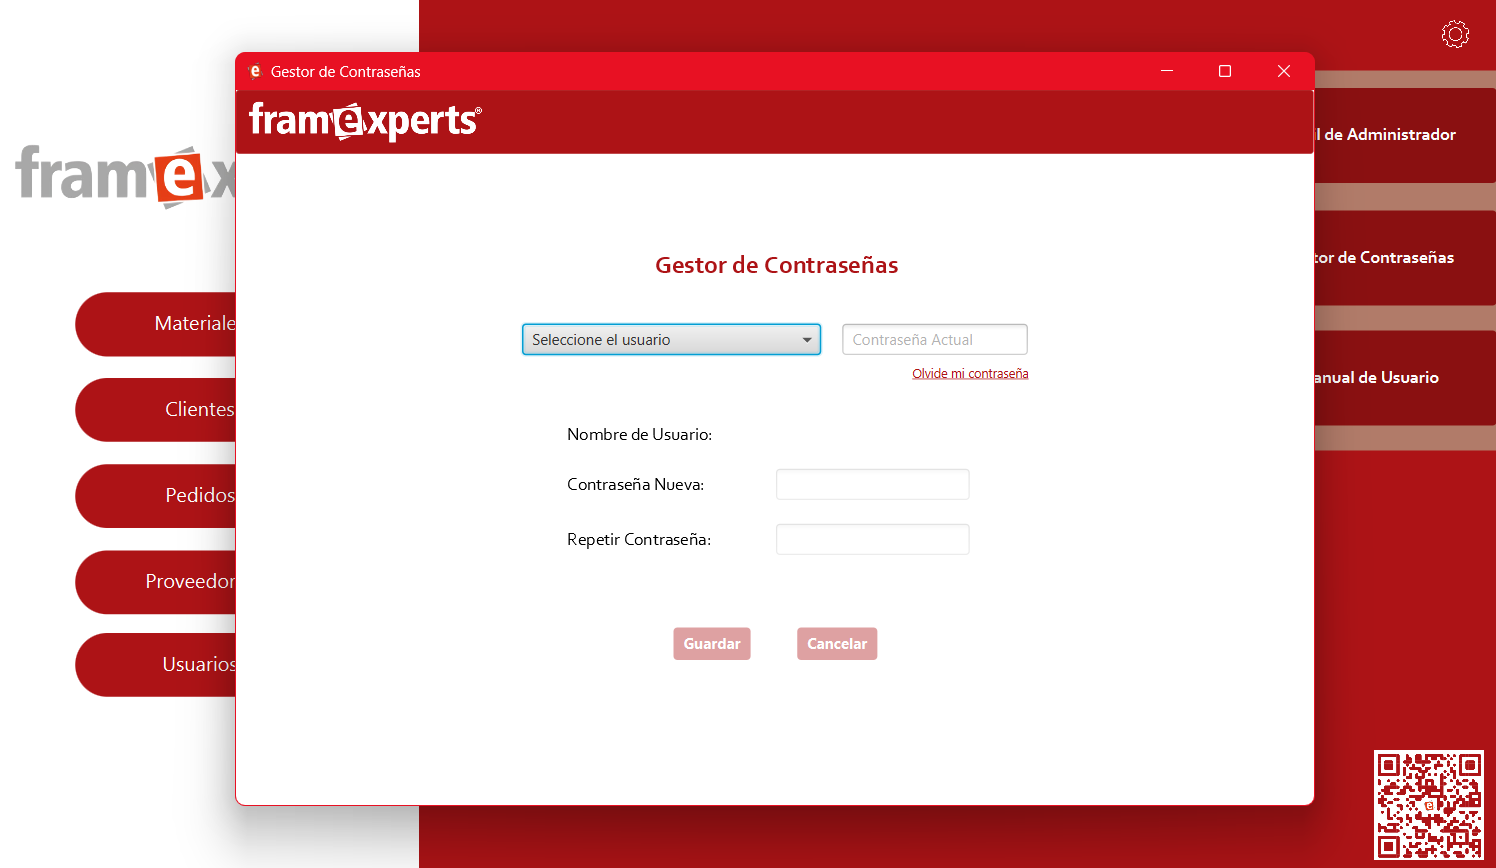 Gestor de Contraseñas
framexperts®
l de Administrador
framex
Gestor de Contraseñas
tor de Contraseñas
Materiale
Seleccione el usuario
Contraseña Actual
Olvide mi contraseña
anual de Usuario
Clientes
Nombre de Usuario:
Pedidos
Contraseña Nueva:
Repetir Contraseña:
Proveedor
Usuarios
Guardar
Cancelar